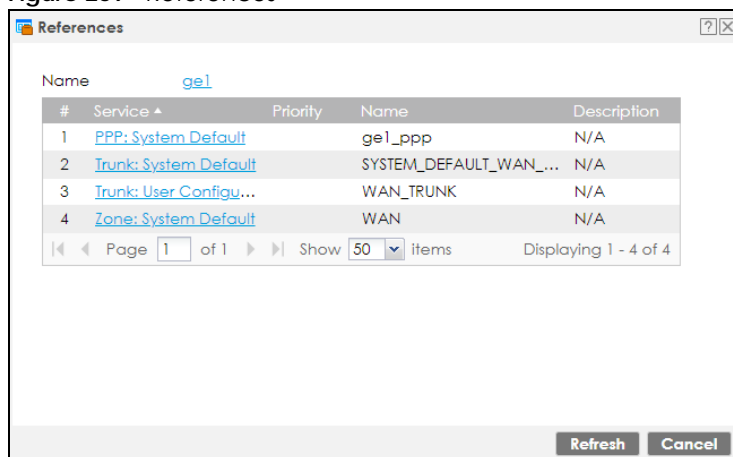 References
Name ge1
# Service Priority Name Description
1 PPP: System Default ge1_ppp N/A
2 Trunk: System Default SYSTEM_DEFAULT_WAN_... N/A
3 Trunk: User Configu... WAN_TRUNK N/A
4 Zone: System Default WAN N/A
Page 1 of 1 Show 50 items Displaying 1 - 4 of 4
Refresh Cancel